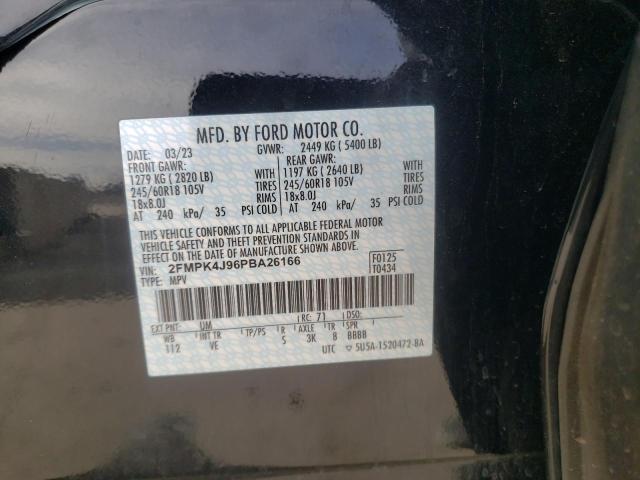 MFD. BY FORD MOTOR CO.
DATE: 03/23 GVWR: 2449 KG ( 5400 LB)
FRONT GAWR: REAR GAWR:
1279 KG ( 2820 LB) WITH 1197 KG ( 2640 LB) WITH
245/60R18 105V TIRES 245/60R18 105V TIRES
18x8.0J RIMS 18x8.0J RIMS
AT 240 kPa/ 35 PSI COLD AT 240 kPa/ 35 PSI COLD
THIS VEHICLE CONFORMS TO ALL APPLICABLE FEDERAL MOTOR
VEHICLE SAFETY AND THEFT PREVENTION STANDARDS IN
EFFECT ON THE DATE OF MANUFACTURE SHOWN ABOVE.
VIN: 2FMPK4J96PBA26166 F0125
TYPE: MPV T0434
EXT PNT: UM RC: 71 DSO:
WB INT TR TP/PS R AXLE TR SPR
112 VE S 3K 8 BBBB
UTC 5U5A-1520472-BA